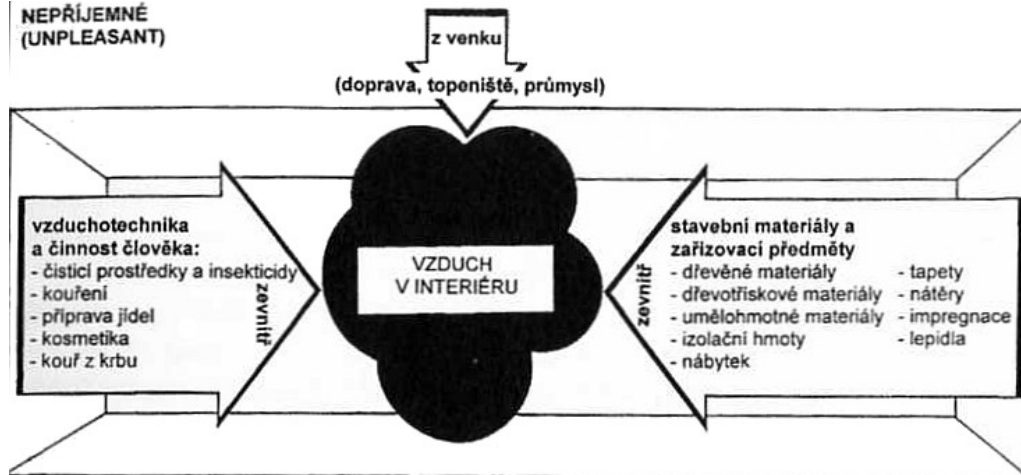 NEPŘÍJEMNÉ
(UNPLEASANT)
z venku
(doprava, topeniště, průmysl)
vzduchotechnika
a činnost člověka:
- čisticí prostředky a insekticidy
- kouření
- příprava jídel
- kosmetika
- kouř z krbu
zevnitř
VZDUCH
V INTERIÉRU
zevnitř
stavební materiály a
zařizovací předměty
- dřevěné materiály
- dřevotřískové materiály
- umělohmotné materiály
- izolační hmoty
- nábytek
- tapety
- nátěry
- impregnace
- lepidla